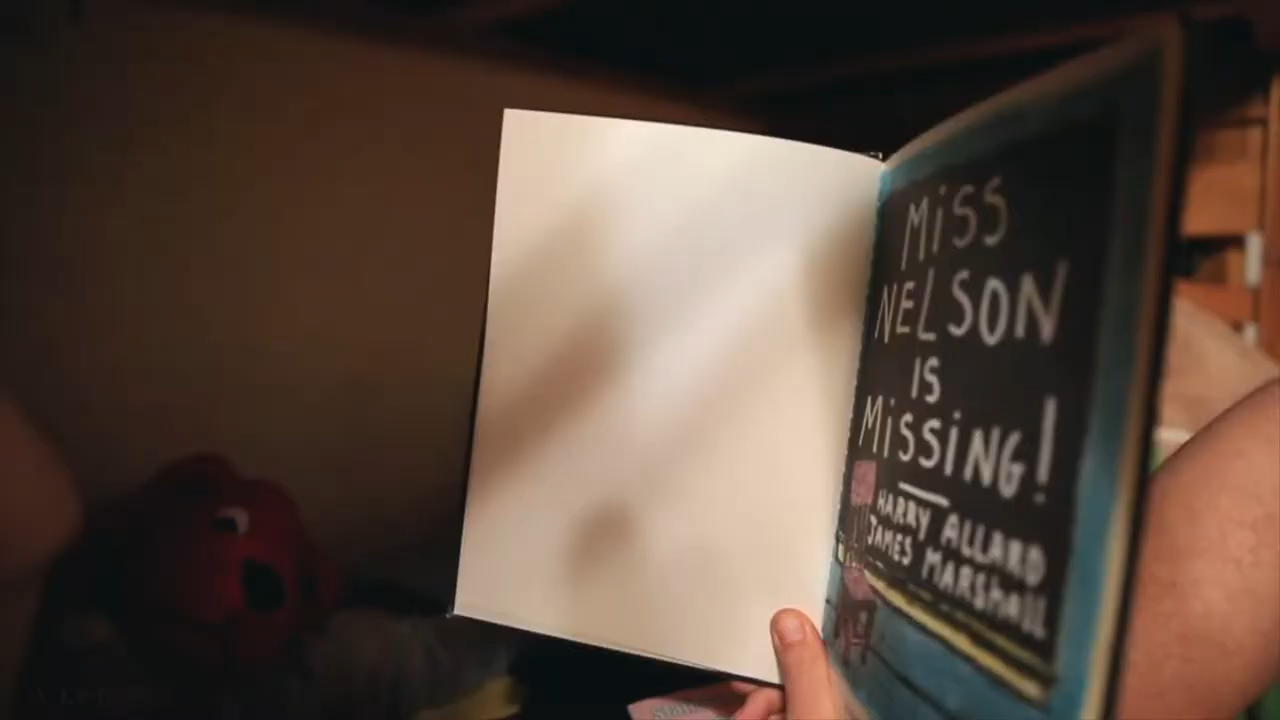 MiSS
NELSON
IS
MiSSiNG!
HARRY ALLARD
JAMES MARSHALL